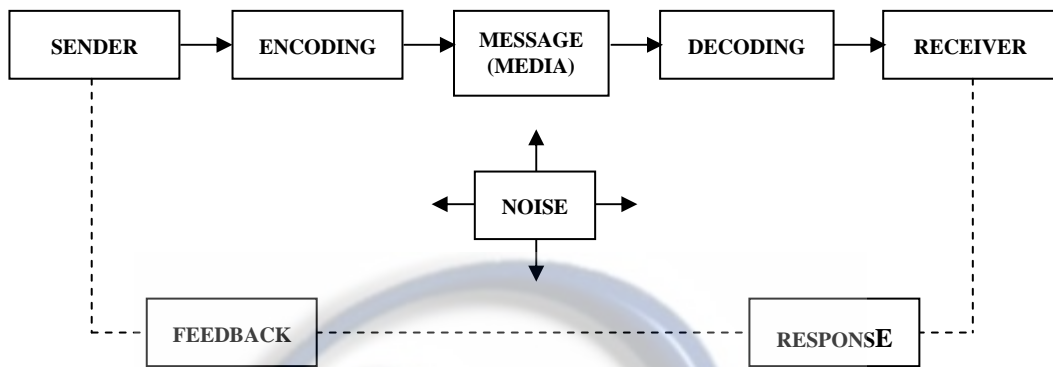 SENDER
ENCODING
MESSAGE
(MEDIA)
DECODING
RECEIVER
NOISE
FEEDBACK
RESPONSE